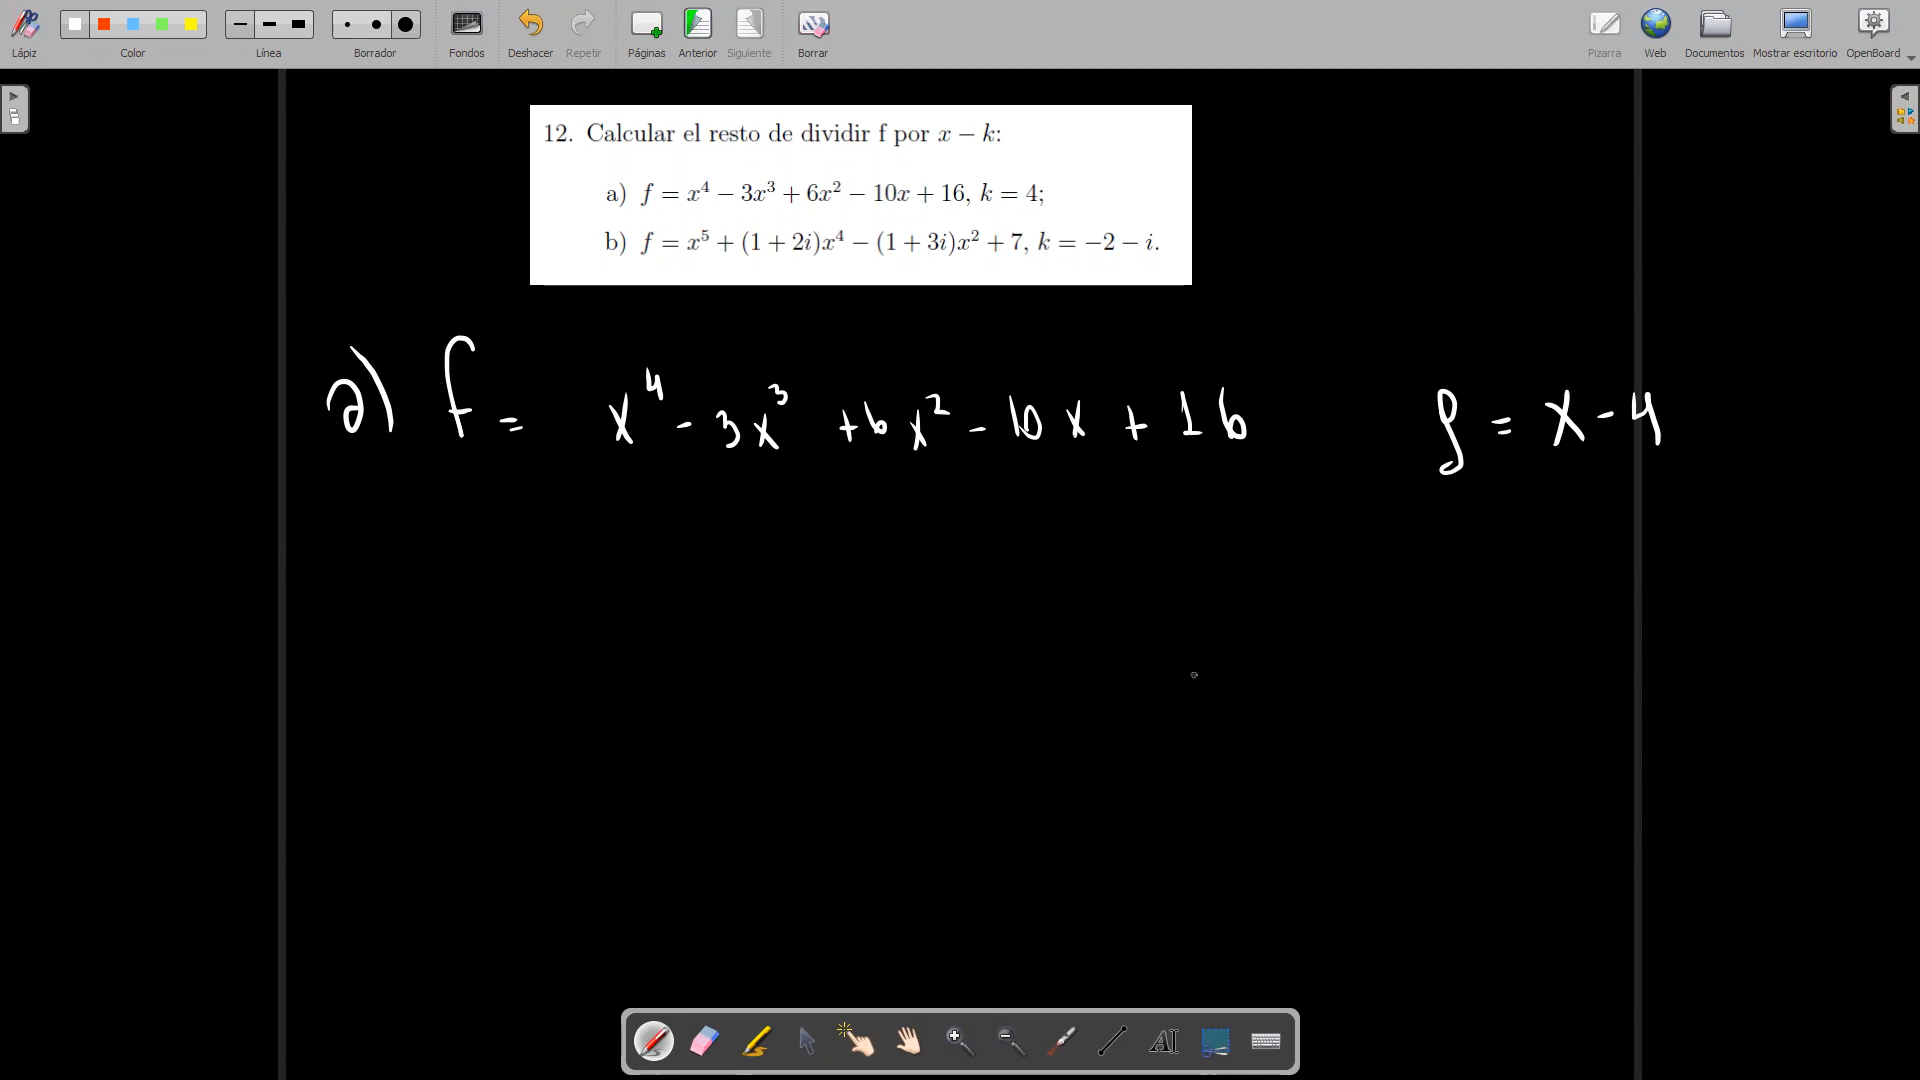 Lápiz Color Línea Borrador Fondos Deshacer Repetir Páginas Anterior Siguiente Borrar Pizarra Web Documentos Mostrar escritorio OpenBoard
12. Calcular el resto de dividir f por x − k:
a) f = x⁴ − 3x³ + 6x² − 10x + 16, k = 4;
b) f = x⁵ + (1 + 2i)x⁴ − (1 + 3i)x² + 7, k = −2 − i.
a) f = x⁴ - 3x³ + 6x² - 10x + 16 g = x - 4
AI